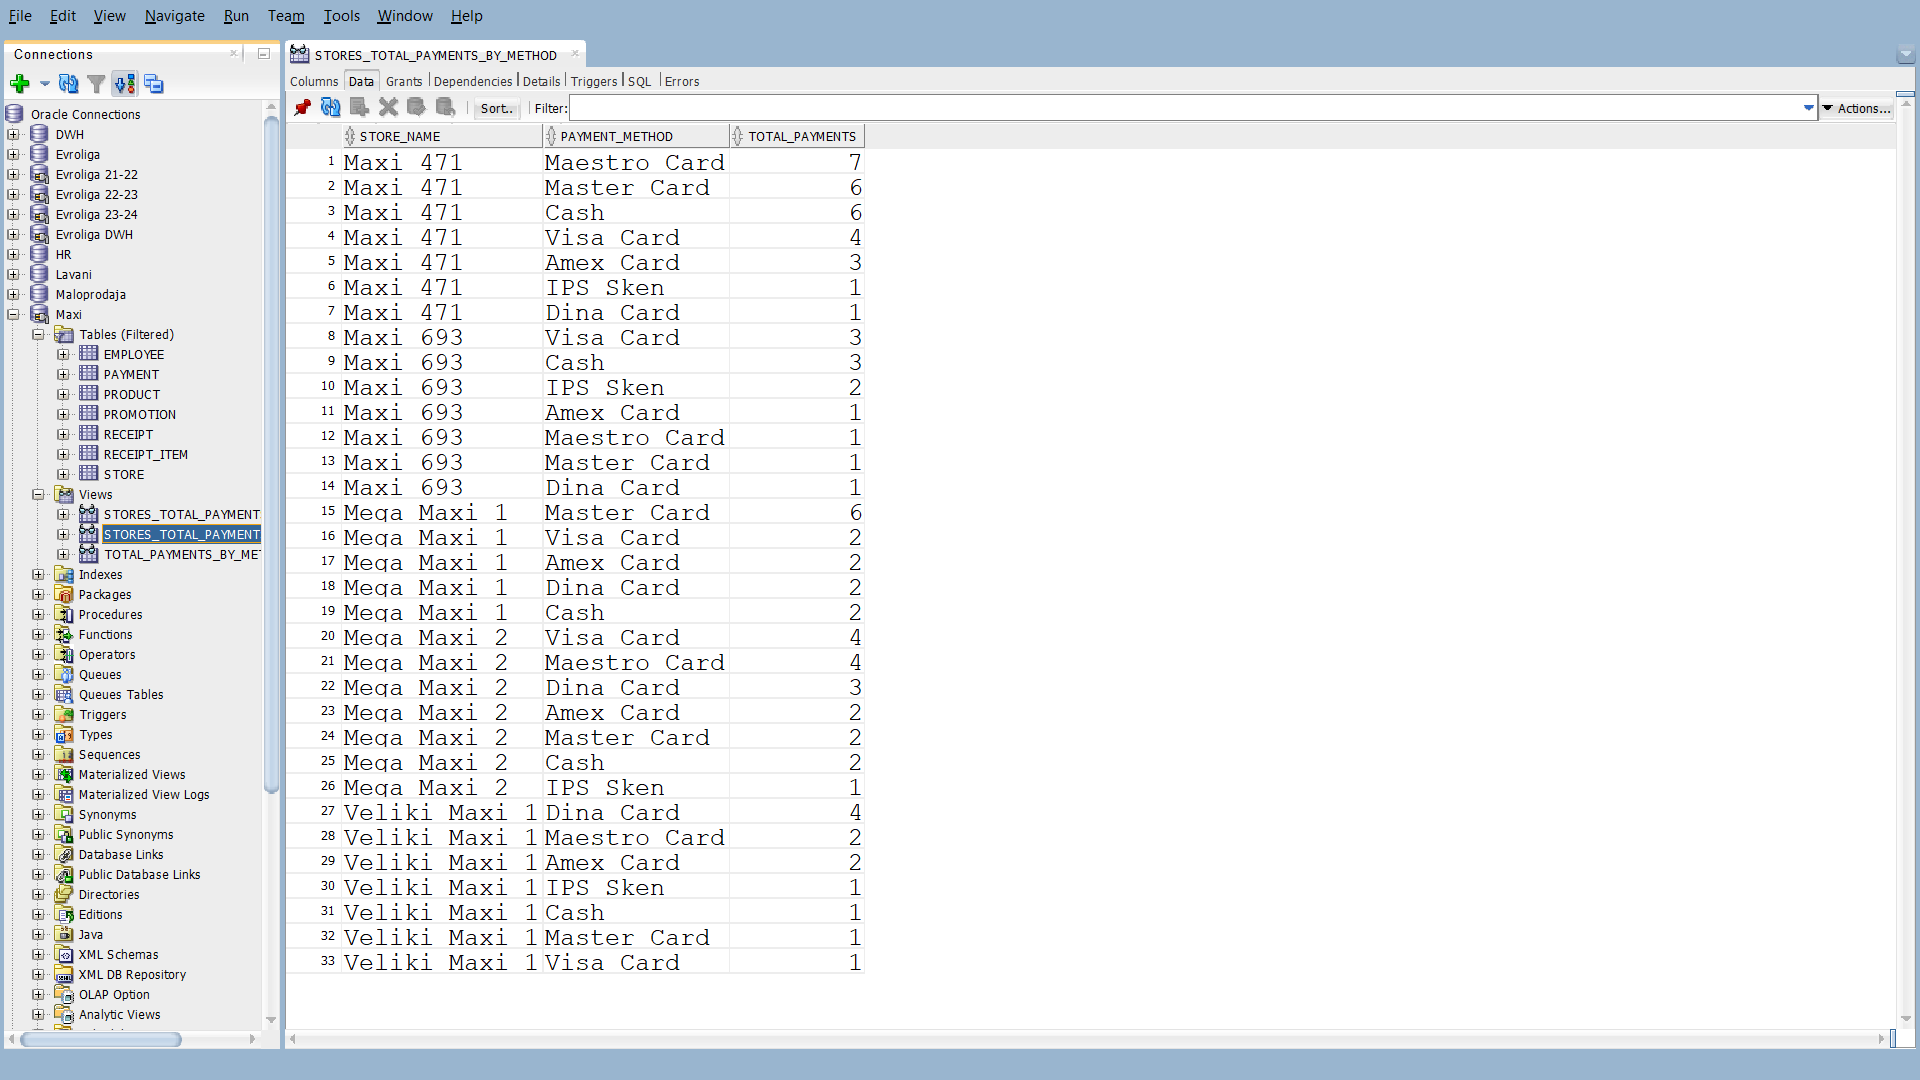 File Edit View Navigate Run Team Tools Window Help
Connections
Oracle Connections
DWH
Evroliga
Evroliga 21-22
Evroliga 22-23
Evroliga 23-24
Evroliga DWH
HR
Lavani
Maloprodaja
Maxi
Tables (Filtered)
EMPLOYEE
PAYMENT
PRODUCT
PROMOTION
RECEIPT
RECEIPT_ITEM
STORE
Views
STORES_TOTAL_PAYMENT
STORES_TOTAL_PAYMENT
TOTAL_PAYMENTS_BY_MET
Indexes
Packages
Procedures
Functions
Operators
Queues
Queues Tables
Triggers
Types
Sequences
Materialized Views
Materialized View Logs
Synonyms
Public Synonyms
Database Links
Public Database Links
Directories
Editions
Java
XML Schemas
XML DB Repository
OLAP Option
Analytic Views
STORES_TOTAL_PAYMENTS_BY_METHOD
Columns Data Grants Dependencies Details Triggers SQL Errors
Sort.. Filter: Actions...
STORE_NAME PAYMENT_METHOD TOTAL_PAYMENTS
1 Maxi 471 Maestro Card 7
2 Maxi 471 Master Card 6
3 Maxi 471 Cash 6
4 Maxi 471 Visa Card 4
5 Maxi 471 Amex Card 3
6 Maxi 471 IPS Sken 1
7 Maxi 471 Dina Card 1
8 Maxi 693 Visa Card 3
9 Maxi 693 Cash 3
10 Maxi 693 IPS Sken 2
11 Maxi 693 Amex Card 1
12 Maxi 693 Maestro Card 1
13 Maxi 693 Master Card 1
14 Maxi 693 Dina Card 1
15 Mega Maxi 1 Master Card 6
16 Mega Maxi 1 Visa Card 2
17 Mega Maxi 1 Amex Card 2
18 Mega Maxi 1 Dina Card 2
19 Mega Maxi 1 Cash 2
20 Mega Maxi 2 Visa Card 4
21 Mega Maxi 2 Maestro Card 4
22 Mega Maxi 2 Dina Card 3
23 Mega Maxi 2 Amex Card 2
24 Mega Maxi 2 Master Card 2
25 Mega Maxi 2 Cash 2
26 Mega Maxi 2 IPS Sken 1
27 Veliki Maxi 1 Dina Card 4
28 Veliki Maxi 1 Maestro Card 2
29 Veliki Maxi 1 Amex Card 2
30 Veliki Maxi 1 IPS Sken 1
31 Veliki Maxi 1 Cash 1
32 Veliki Maxi 1 Master Card 1
33 Veliki Maxi 1 Visa Card 1